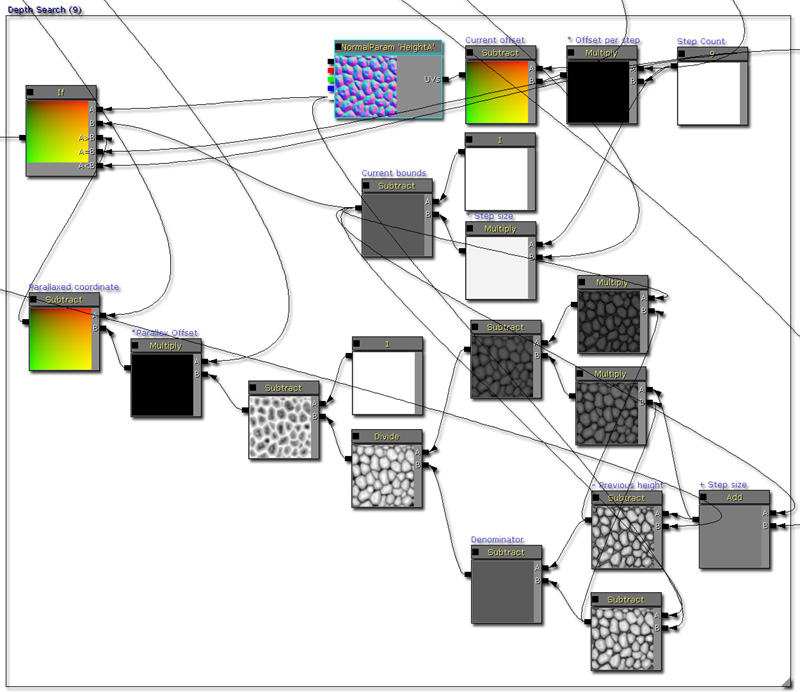 Depth Search (9)
NormalParam 'HeightA'
UVs
Current offset
Subtract
A
B
* Offset per step
Multiply
A
B
Step Count
9
If
A
B
A>B
A=B
A<B
1
Current bounds
Subtract
A
B
* Step size
Multiply
A
B
Parallaxed coordinate
Subtract
A
B
*Parallax Offset
Multiply
A
B
Subtract
A
B
1
Divide
A
B
Subtract
A
B
Multiply
A
B
Multiply
A
B
- Previous height
Subtract
A
B
+ Step size
Add
A
B
Denominator
Subtract
A
B
Subtract
A
B